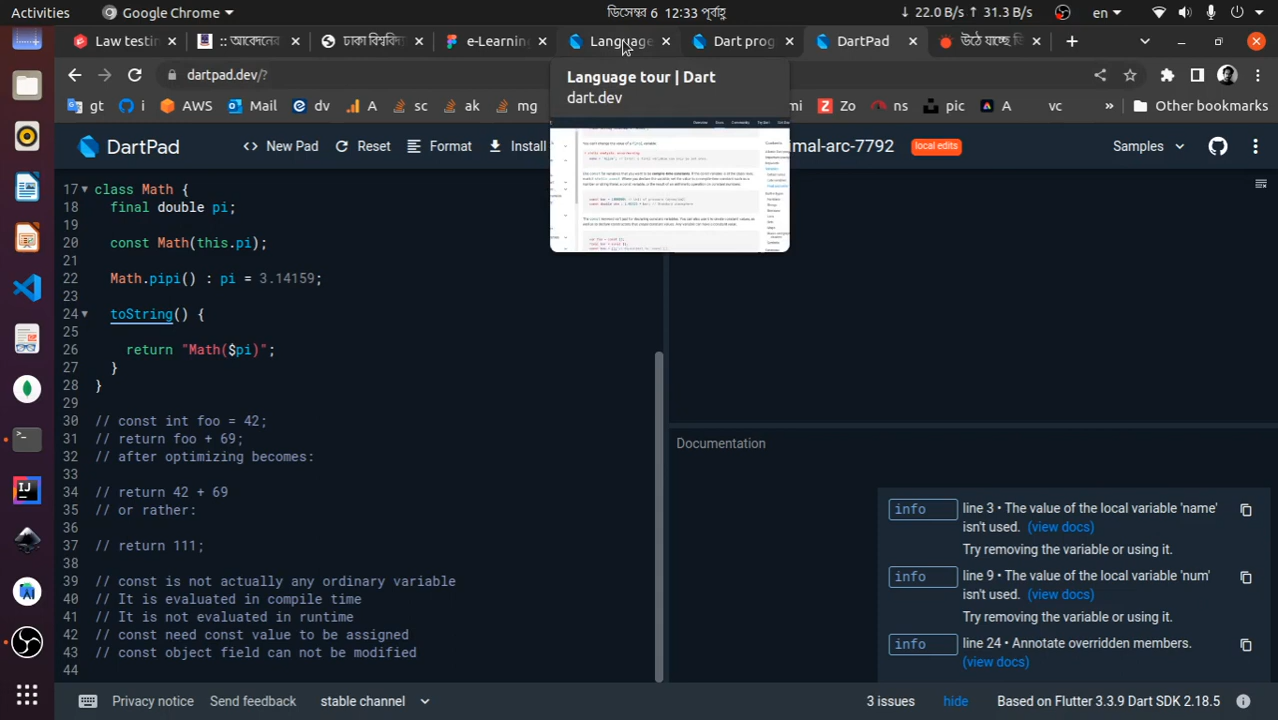 Activities
Google Chrome
ডিসেম্বর 6 12:33 পূর্বাহ্ণ
↓ 22.0 B/s ↑ 31.3 B/s
en
Law testin
:: আবেদনের
ঢাকা বিশ্ববিদ্য
e-Learning
Language
Dart prog
DartPad
উঠে যাচ্ছে বি
dartpad.dev/?
Language tour | Dart
dart.dev
gt
i
AWS
Mail
dv
A
sc
ak
mg
mi
Zo
ns
pic
A
vc
»
Other bookmarks
DartPad
New Pad
Reset
Format
Install
mal-arc-7792
local edits
Samples
class Math {
final pi;
const Math(this.pi);
21
22 Math.pipi() : pi = 3.14159;
23
24 toString() {
25
26 return "Math($pi)";
27 }
28 }
29
30 // const int foo = 42;
31 // return foo + 69;
32 // after optimizing becomes:
33
34 // return 42 + 69
35 // or rather:
36
37 // return 111;
38
39 // const is not actually any ordinary variable
40 // It is evaluated in compile time
41 // It is not evaluated in runtime
42 // const need const value to be assigned
43 // const object field can not be modified
44
Documentation
info
line 3 • The value of the local variable 'name'
isn't used. (view docs)
Try removing the variable or using it.
info
line 9 • The value of the local variable 'num'
isn't used. (view docs)
Try removing the variable or using it.
info
line 24 • Annotate overridden members.
(view docs)
Privacy notice
Send feedback
stable channel
3 issues
hide
Based on Flutter 3.3.9 Dart SDK 2.18.5